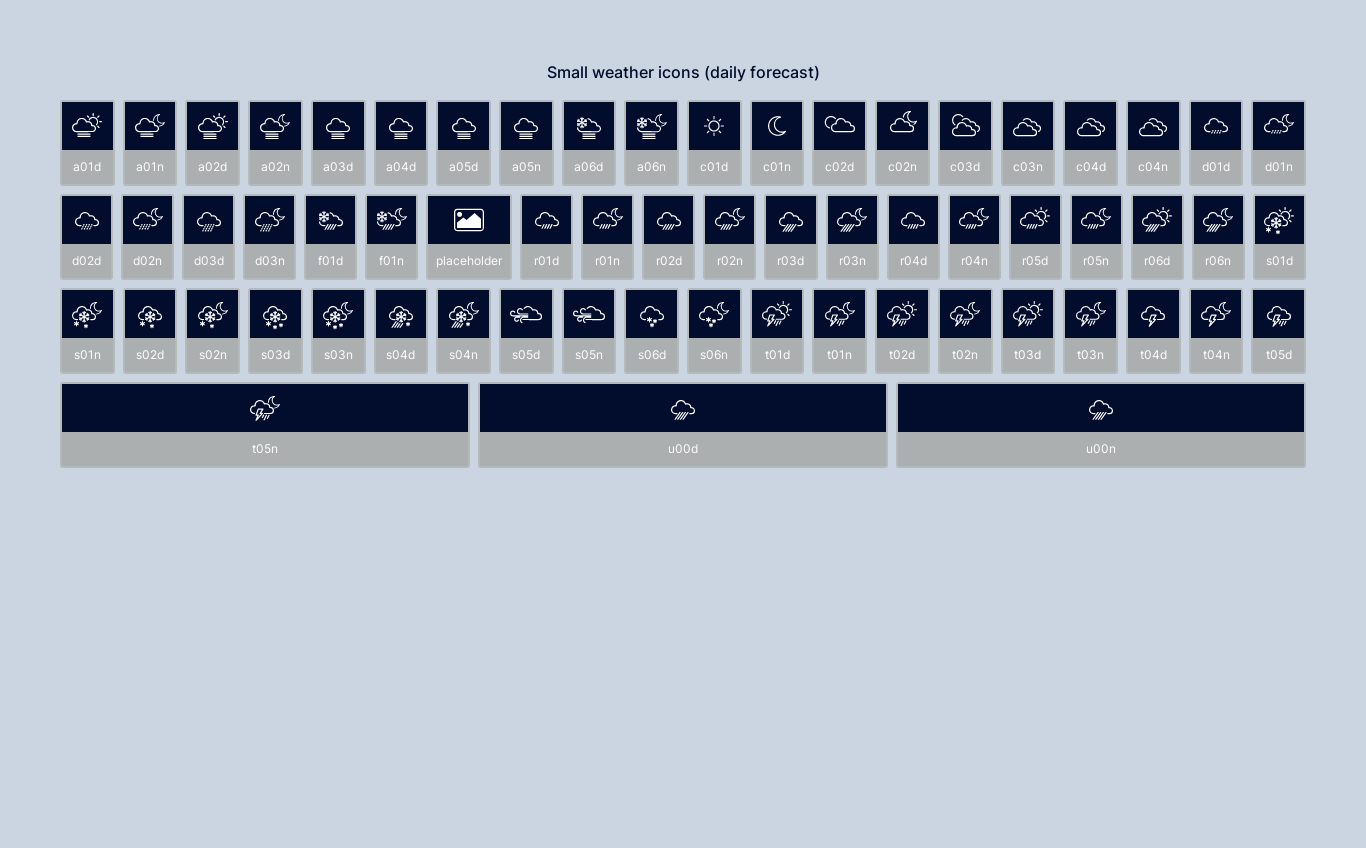 Small weather icons (daily forecast)
a01d a01n a02d a02n a03d a04d a05d a05n a06d a06n c01d c01n c02d c02n c03d c03n c04d c04n d01d d01n
d02d d02n d03d d03n f01d f01n placeholder r01d r01n r02d r02n r03d r03n r04d r04n r05d r05n r06d r06n s01d
s01n s02d s02n s03d s03n s04d s04n s05d s05n s06d s06n t01d t01n t02d t02n t03d t03n t04d t04n t05d
t05n u00d u00n